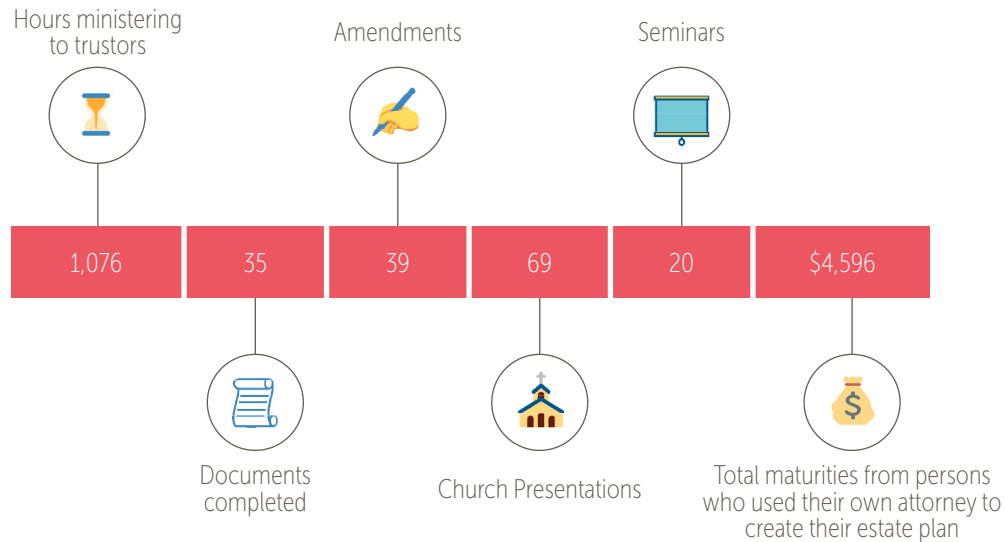 Hours ministering
to trustors
Amendments
Seminars
1,076
35
39
69
20
$4,596
Documents
completed
Church Presentations
Total maturities from persons
who used their own attorney to
create their estate plan